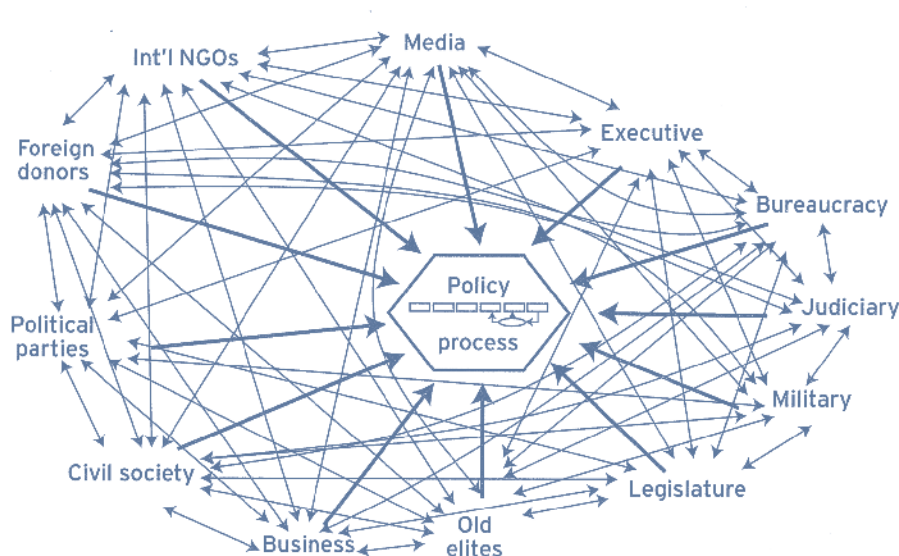 Media
Int'l NGOs
Executive
Foreign
donors
Bureaucracy
Policy
process
Judiciary
Political
parties
Military
Civil society
Legislature
Business
Old
elites